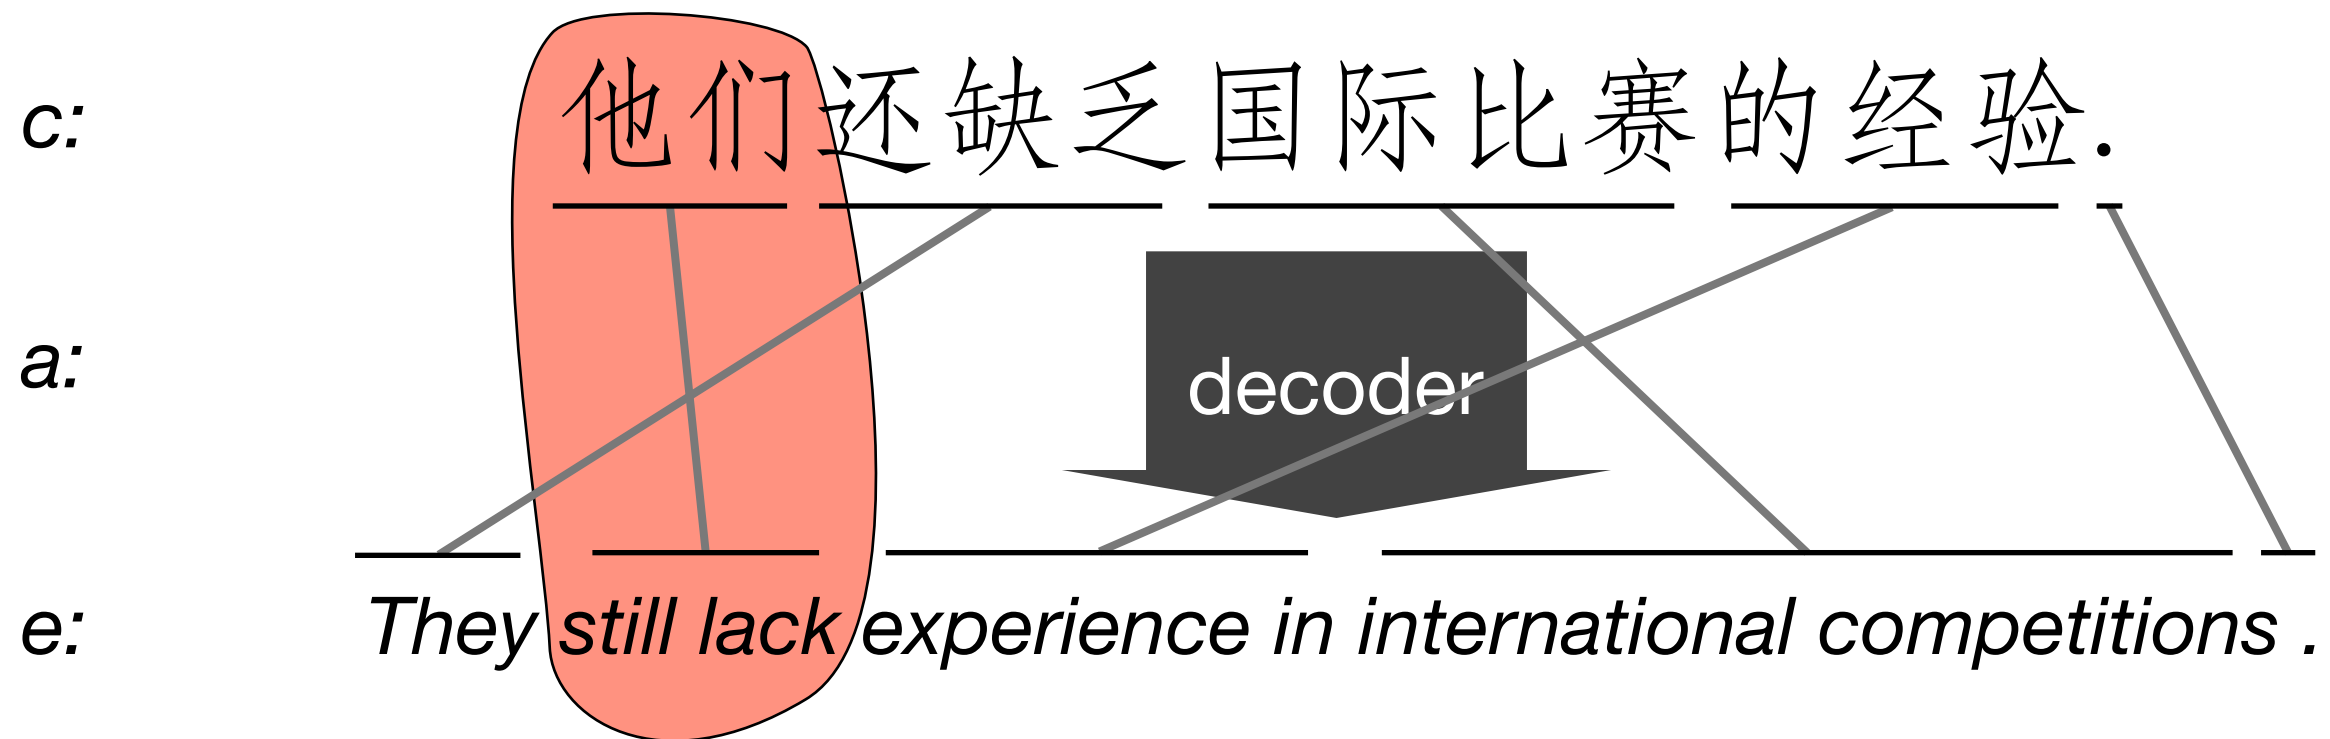 c: 他们还缺乏国际比赛的经验.
a: decoder
e: They still lack experience in international competitions .